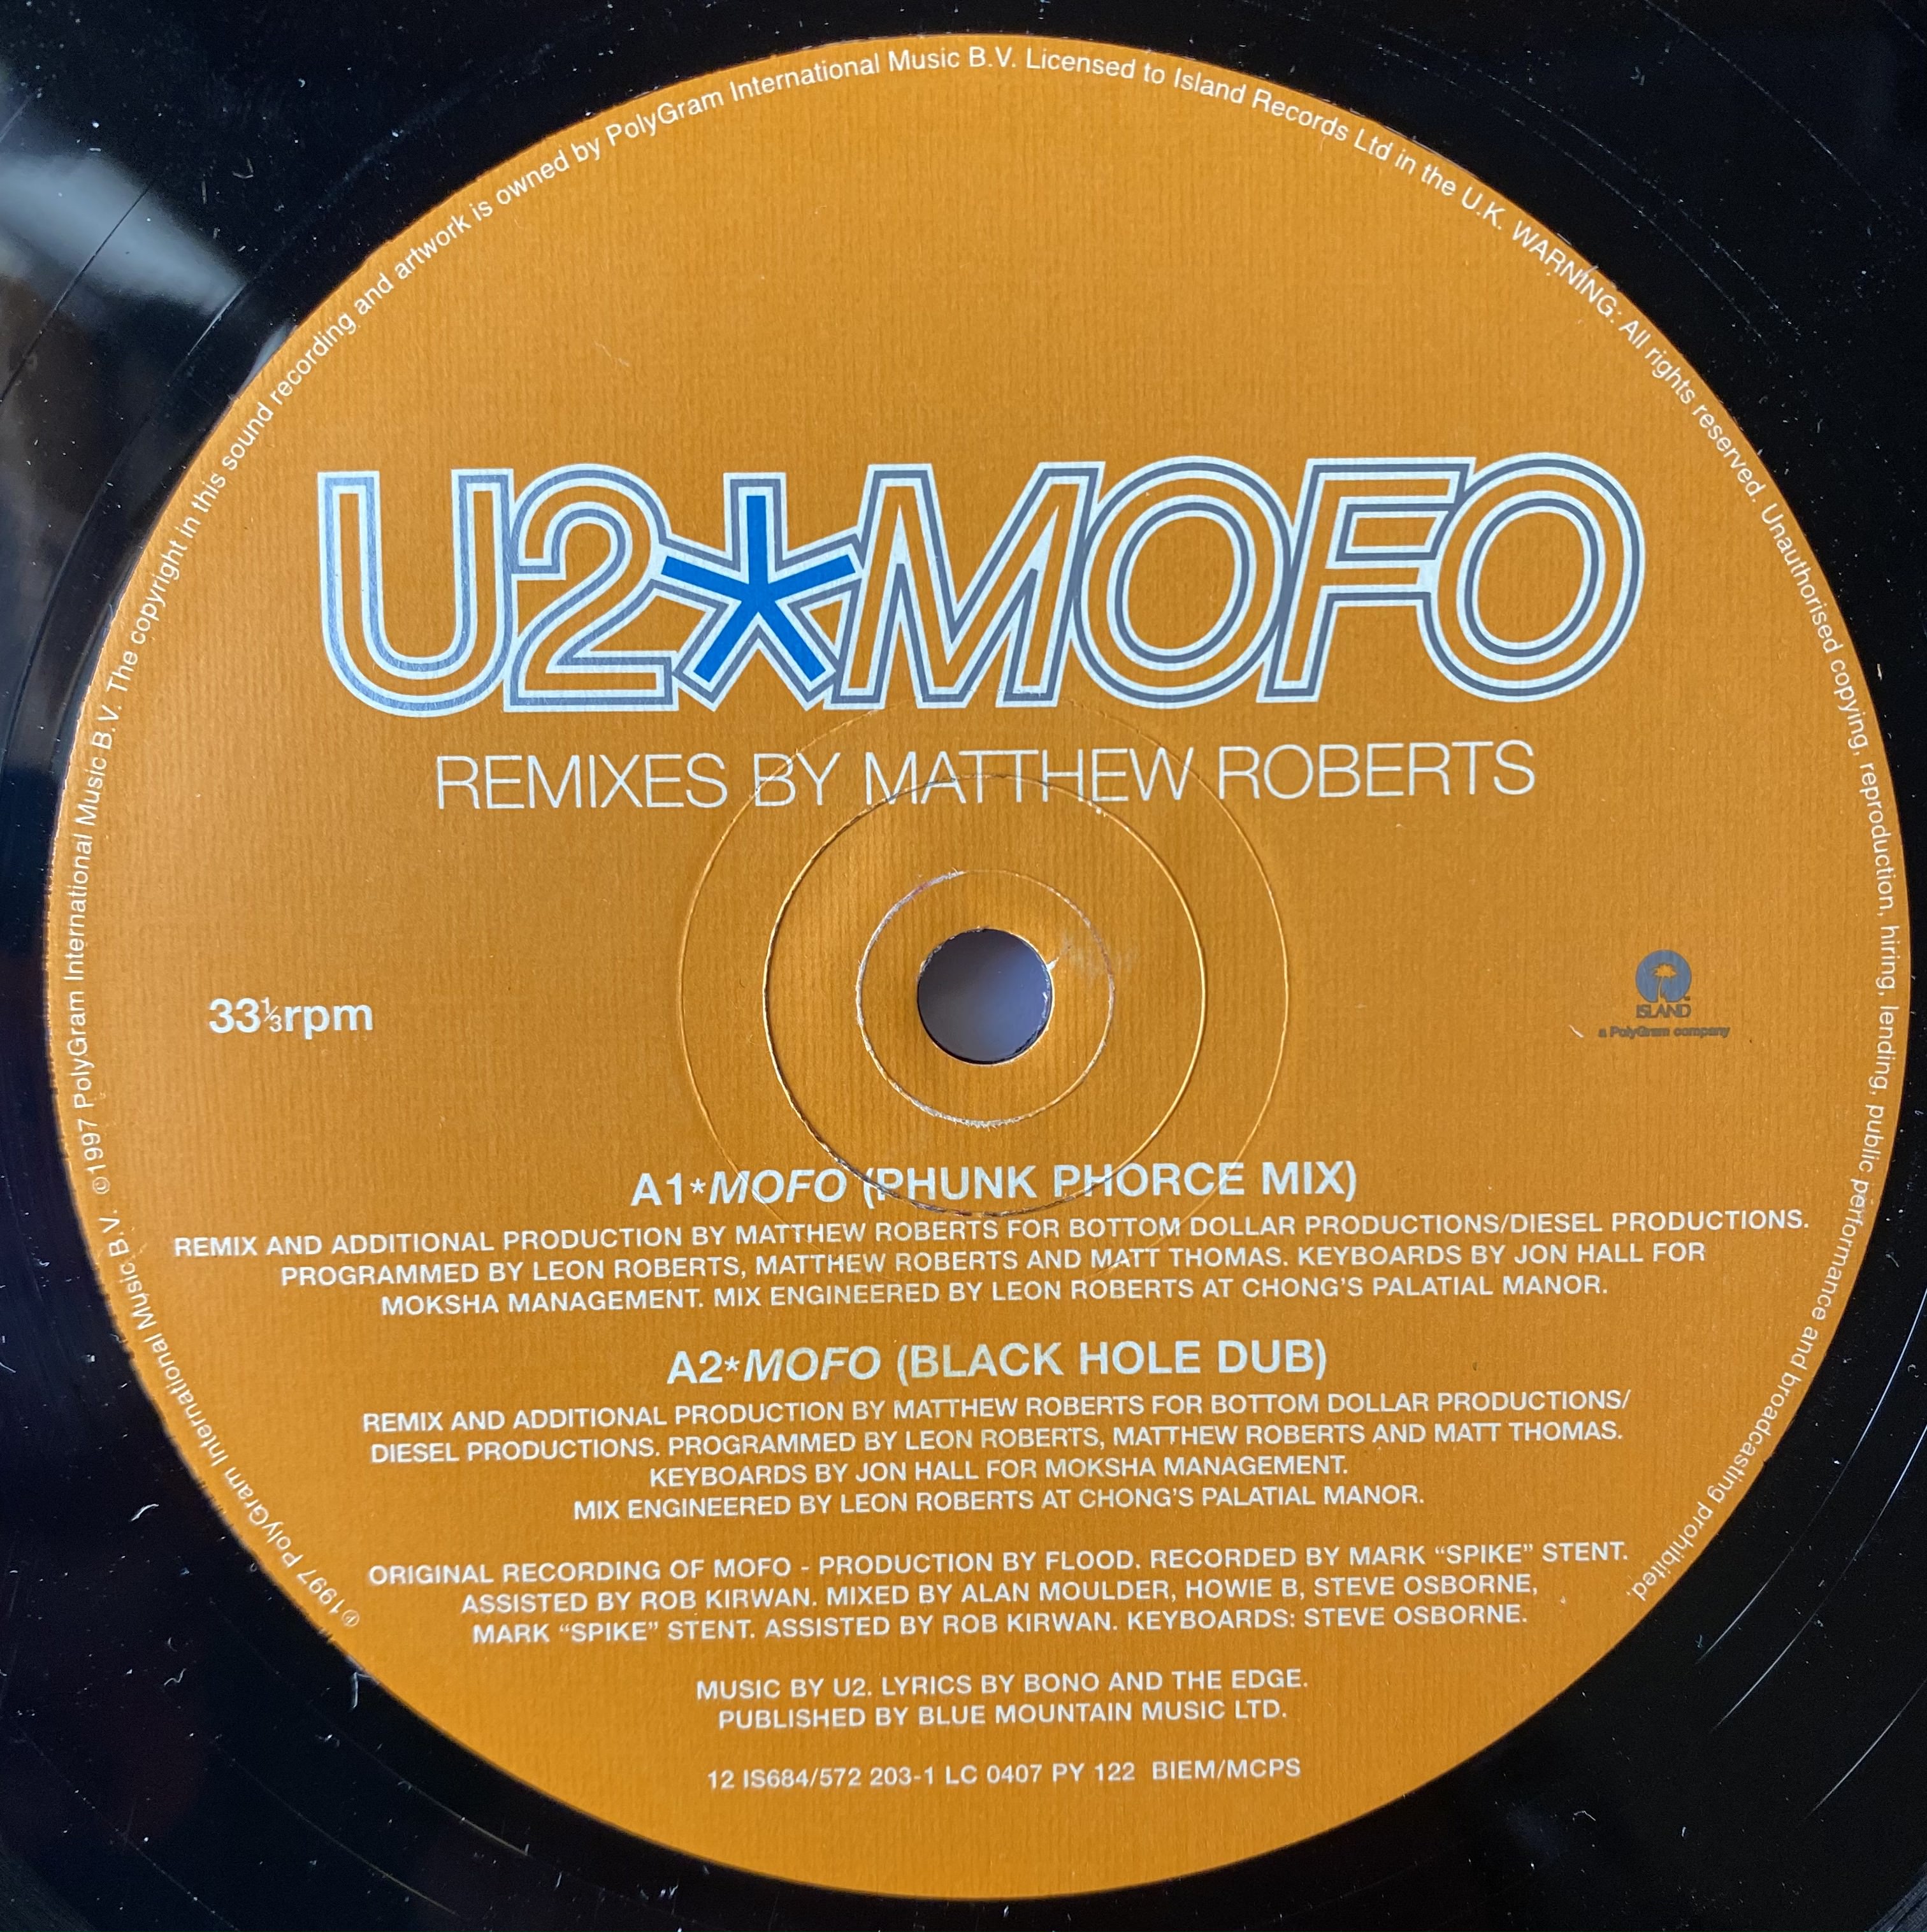 ℗1997 PolyGram International Music B.V. ©1997 PolyGram International Music B.V. The copyright in this sound recording and artwork is owned by PolyGram International Music B.V. Licensed to Island Records Ltd in the U.K. WARNING: All rights reserved. Unauthorised copying, reproduction, hiring, lending, public performance and broadcasting prohibited.
U2*MOFO
REMIXES BY MATTHEW ROBERTS
33⅓rpm
ISLAND
a PolyGram company
A1*MOFO (PHUNK PHORCE MIX)
REMIX AND ADDITIONAL PRODUCTION BY MATTHEW ROBERTS FOR BOTTOM DOLLAR PRODUCTIONS/DIESEL PRODUCTIONS.
PROGRAMMED BY LEON ROBERTS, MATTHEW ROBERTS AND MATT THOMAS. KEYBOARDS BY JON HALL FOR
MOKSHA MANAGEMENT. MIX ENGINEERED BY LEON ROBERTS AT CHONG'S PALATIAL MANOR.
A2*MOFO (BLACK HOLE DUB)
REMIX AND ADDITIONAL PRODUCTION BY MATTHEW ROBERTS FOR BOTTOM DOLLAR PRODUCTIONS/
DIESEL PRODUCTIONS. PROGRAMMED BY LEON ROBERTS, MATTHEW ROBERTS AND MATT THOMAS.
KEYBOARDS BY JON HALL FOR MOKSHA MANAGEMENT.
MIX ENGINEERED BY LEON ROBERTS AT CHONG'S PALATIAL MANOR.
ORIGINAL RECORDING OF MOFO - PRODUCTION BY FLOOD. RECORDED BY MARK “SPIKE” STENT.
ASSISTED BY ROB KIRWAN. MIXED BY ALAN MOULDER, HOWIE B, STEVE OSBORNE,
MARK “SPIKE” STENT. ASSISTED BY ROB KIRWAN. KEYBOARDS: STEVE OSBORNE.
MUSIC BY U2. LYRICS BY BONO AND THE EDGE.
PUBLISHED BY BLUE MOUNTAIN MUSIC LTD.
12 IS684/572 203-1 LC 0407 PY 122 BIEM/MCPS